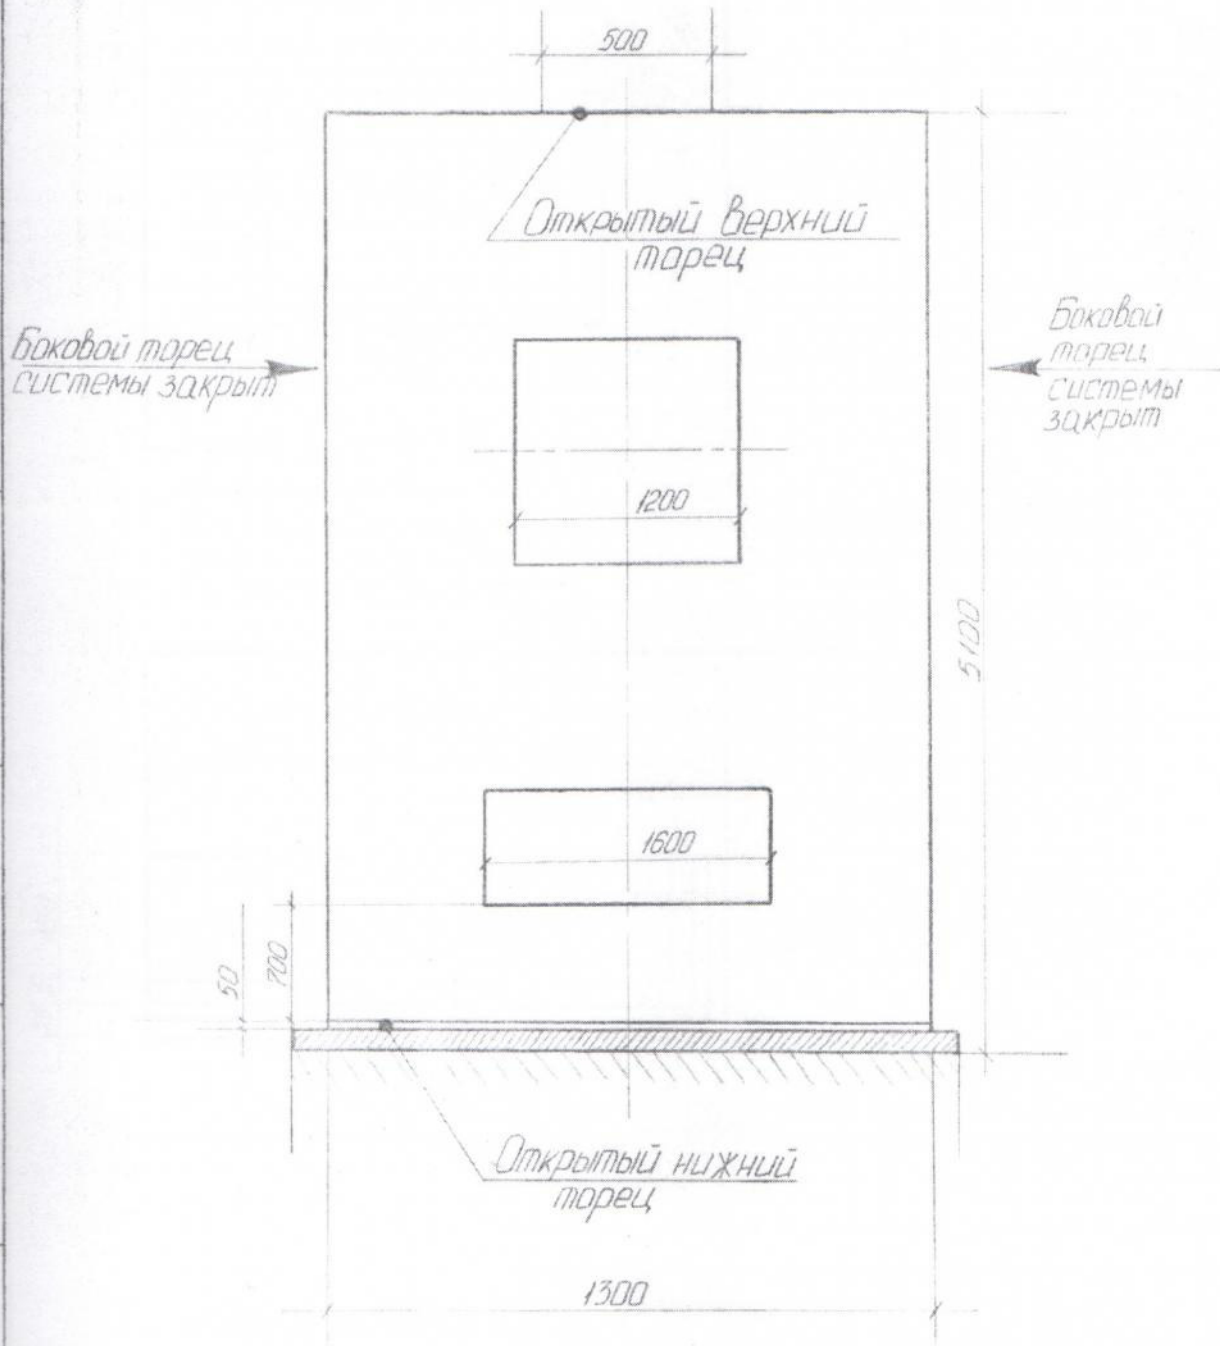 500
Открытый верхний
торец
Боковой торец
системы закрыт
Боковой
торец
системы
закрыт
1200
5100
1600
50
700
Открытый нижний
торец
1300